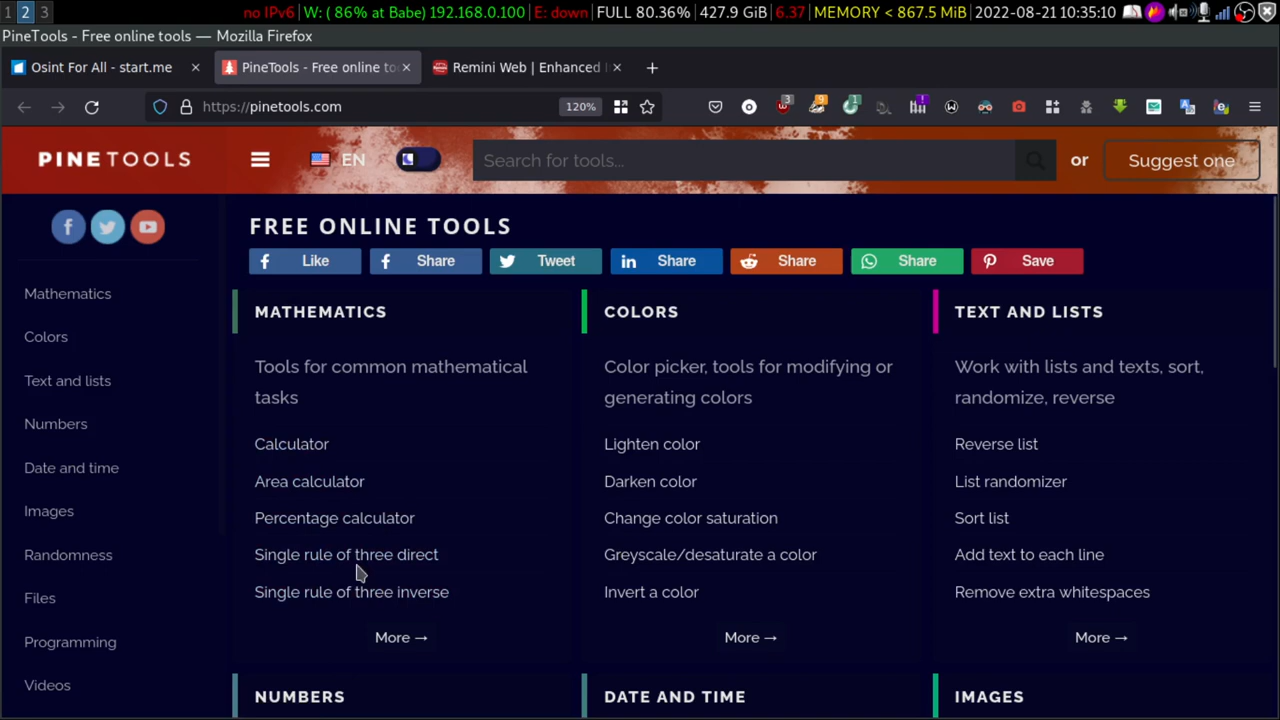 1 2 3 no IPv6 W: ( 86% at Babe) 192.168.0.100 E: down FULL 80.36% 427.9 GiB 6.37 MEMORY < 867.5 MiB 2022-08-21 10:35:10
PineTools - Free online tools — Mozilla Firefox
Osint For All - start.me × PineTools - Free online to × Remini Web | Enhanced × +
https://pinetools.com 120%
PINETOOLS EN Search for tools... or Suggest one
FREE ONLINE TOOLS
Like Share Tweet Share Share Share Save
Mathematics
Colors
Text and lists
Numbers
Date and time
Images
Randomness
Files
Programming
Videos
MATHEMATICS
Tools for common mathematical
tasks
Calculator
Area calculator
Percentage calculator
Single rule of three direct
Single rule of three inverse
More →
COLORS
Color picker, tools for modifying or
generating colors
Lighten color
Darken color
Change color saturation
Greyscale/desaturate a color
Invert a color
More →
TEXT AND LISTS
Work with lists and texts, sort,
randomize, reverse
Reverse list
List randomizer
Sort list
Add text to each line
Remove extra whitespaces
More →
NUMBERS
DATE AND TIME
IMAGES